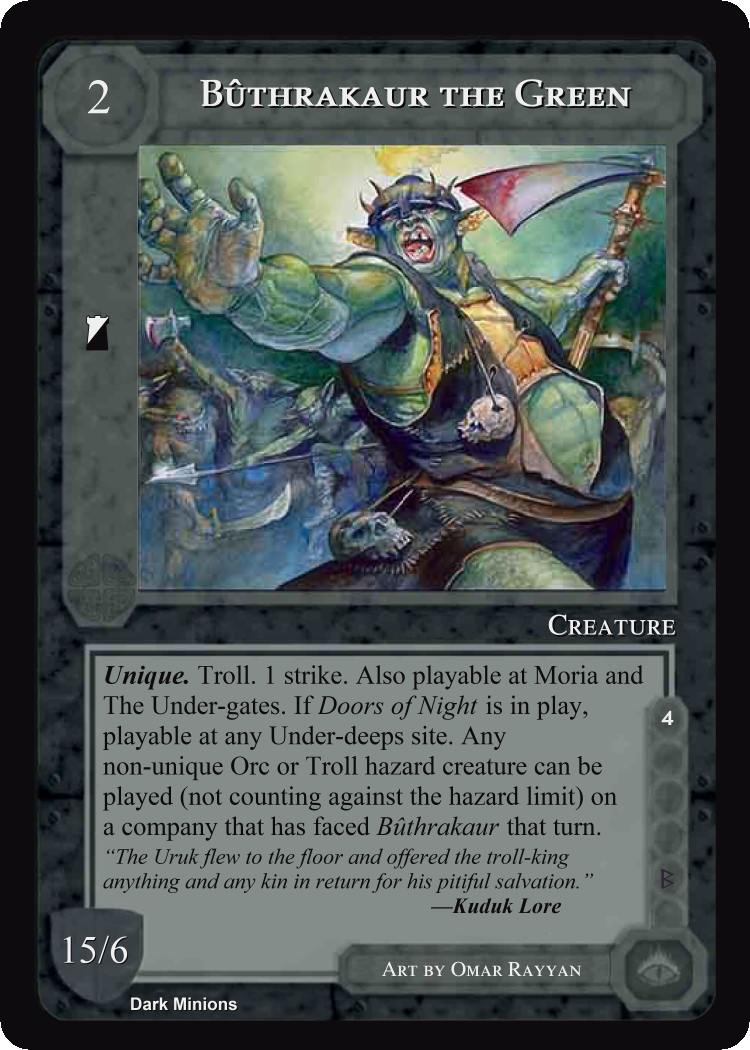 2
BÛTHRAKAUR THE GREEN
CREATURE
Unique. Troll. 1 strike. Also playable at Moria and
The Under-gates. If Doors of Night is in play,
playable at any Under-deeps site. Any
non-unique Orc or Troll hazard creature can be
played (not counting against the hazard limit) on
a company that has faced Bûthrakaur that turn.
“The Uruk flew to the floor and offered the troll-king
anything and any kin in return for his pitiful salvation.”
—Kuduk Lore
4
15/6
ART BY OMAR RAYYAN
Dark Minions